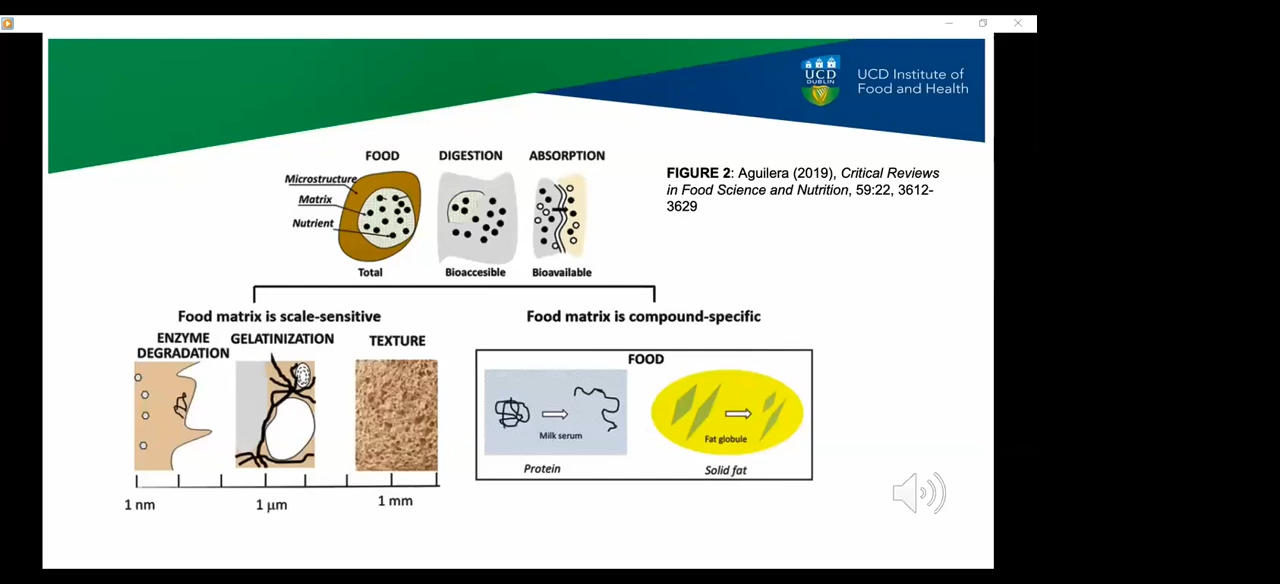 UCD
DUBLIN
UCD Institute of
Food and Health
FOOD
DIGESTION
ABSORPTION
Microstructure
Matrix
Nutrient
Total
Bioaccesible
Bioavailable
FIGURE 2: Aguilera (2019), Critical Reviews
in Food Science and Nutrition, 59:22, 3612-
3629
Food matrix is scale-sensitive
Food matrix is compound-specific
ENZYME
DEGRADATION
GELATINIZATION
TEXTURE
1 nm
1 μm
1 mm
FOOD
Milk serum
Fat globule
Protein
Solid fat